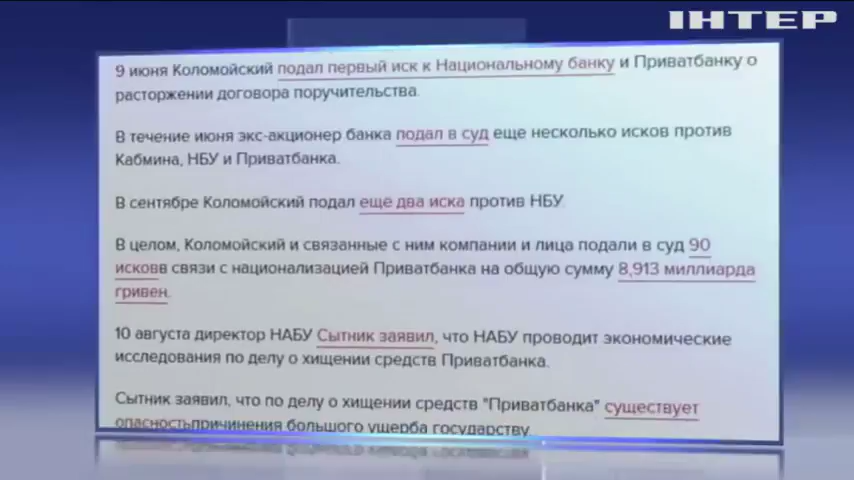 ІНТЕР
9 июня Коломойский подал первый иск к Национальному банку и Приватбанку о
расторжении договора поручительства.
В течение июня экс-акционер банка подал в суд еще несколько исков против
Кабмина, НБУ и Приватбанка.
В сентябре Коломойский подал еще два иска против НБУ.
В целом, Коломойский и связанные с ним компании и лица подали в суд 90
исковв связи с национализацией Приватбанка на общую сумму 8,913 миллиарда
гривен.
10 августа директор НАБУ Сытник заявил, что НАБУ проводит экономические
исследования по делу о хищении средств Приватбанка.
Сытник заявил, что по делу о хищении средств "Приватбанка" существует
опасностьпричинения большого ущерба государству.